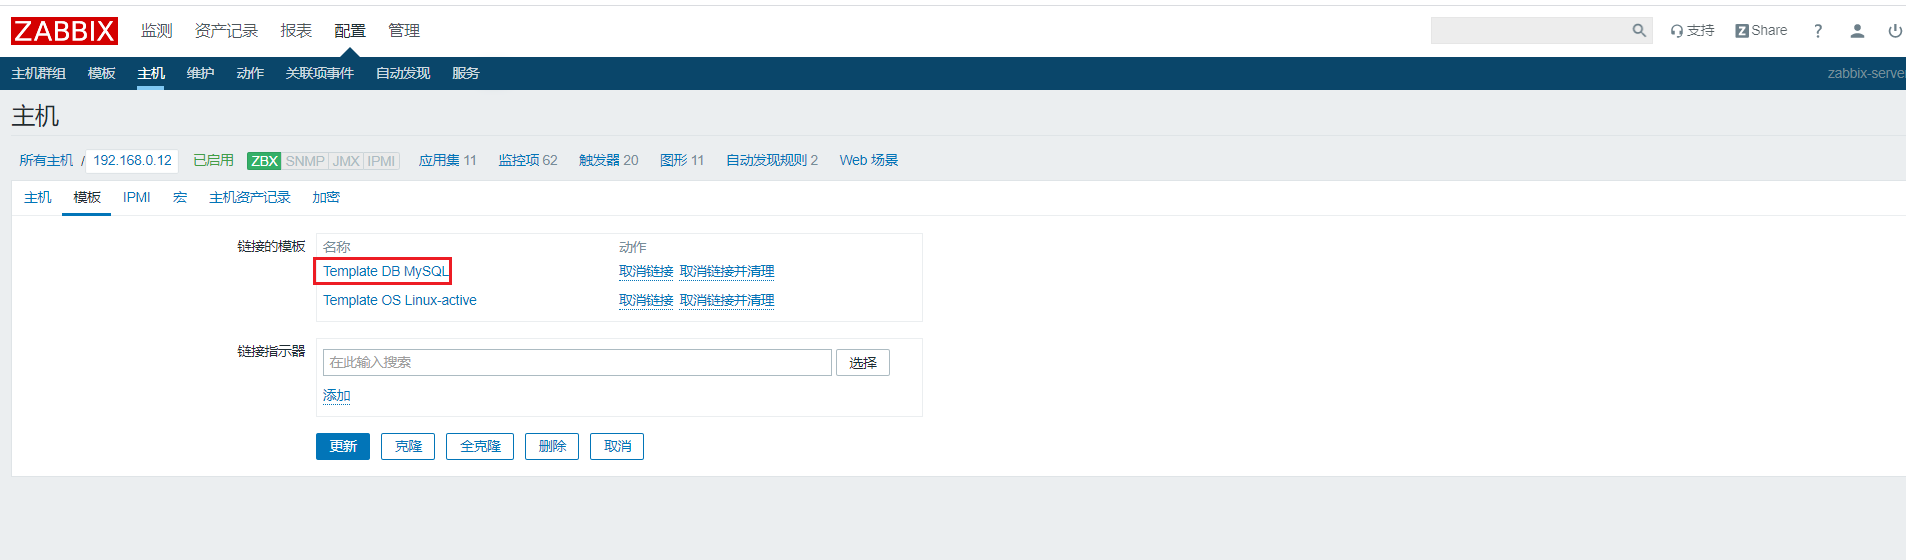 ZABBIX 监测 资产记录 报表 配置 管理 支持 Z Share ?
主机群组 模板 主机 维护 动作 关联项事件 自动发现 服务 zabbix-server
主机
所有主机 / 192.168.0.12 已启用 ZBX SNMP JMX IPMI 应用集 11 监控项 62 触发器 20 图形 11 自动发现规则 2 Web 场景
主机 模板 IPMI 宏 主机资产记录 加密
链接的模板 名称 动作
Template DB MySQL 取消链接 取消链接并清理
Template OS Linux-active 取消链接 取消链接并清理
链接指示器
在此输入搜索 选择
添加
更新 克隆 全克隆 删除 取消